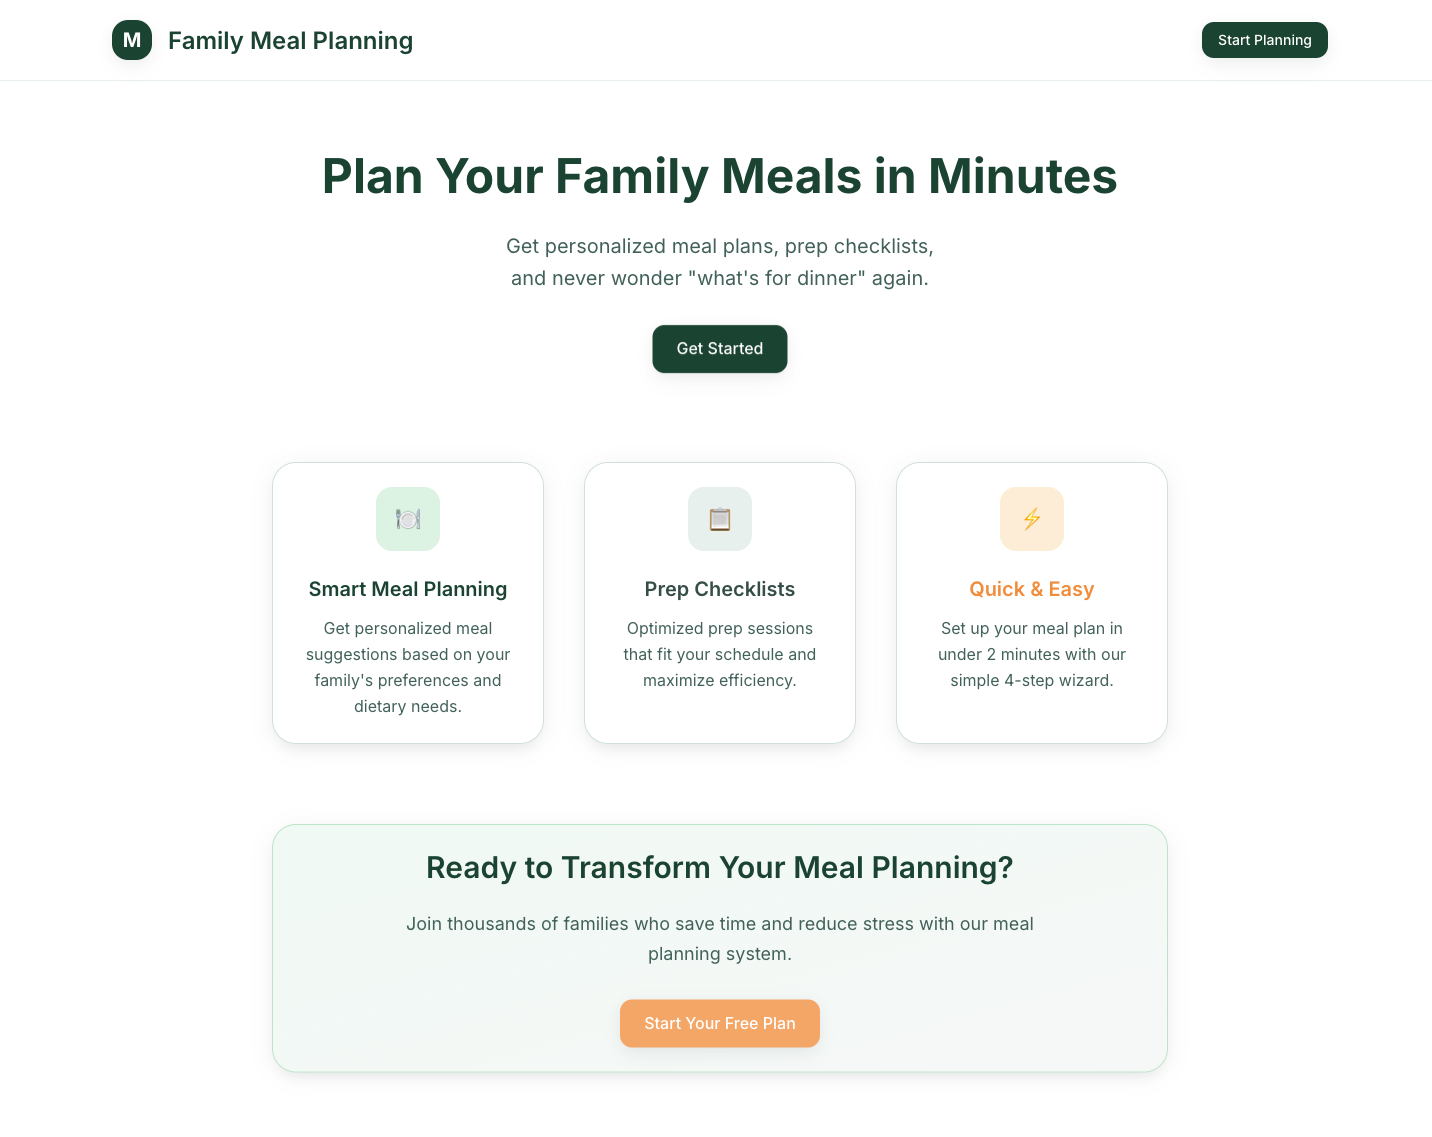 M
Family Meal Planning
Start Planning
Plan Your Family Meals in Minutes
Get personalized meal plans, prep checklists,
and never wonder "what's for dinner" again.
Get Started
Smart Meal Planning
Get personalized meal
suggestions based on your
family's preferences and
dietary needs.
Prep Checklists
Optimized prep sessions
that fit your schedule and
maximize efficiency.
Quick & Easy
Set up your meal plan in
under 2 minutes with our
simple 4-step wizard.
Ready to Transform Your Meal Planning?
Join thousands of families who save time and reduce stress with our meal
planning system.
Start Your Free Plan